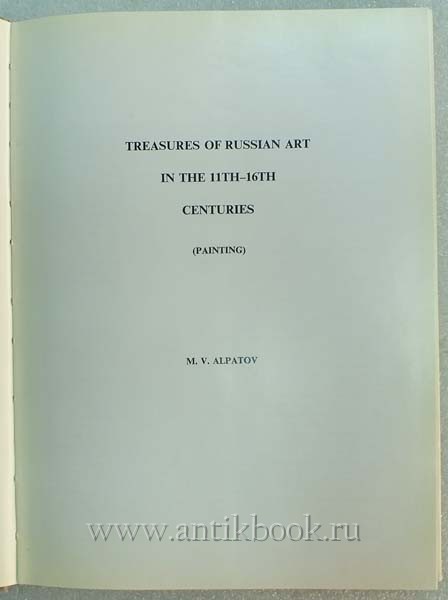 TREASURES OF RUSSIAN ART
IN THE 11TH–16TH
CENTURIES
(PAINTING)
M. V. ALPATOV
www.antikbook.ru